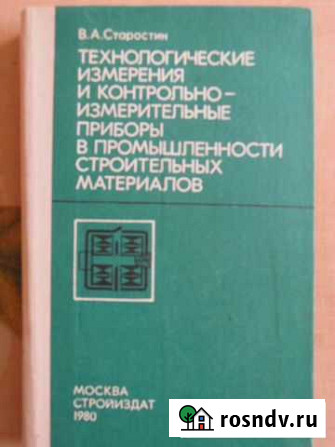 В.А.Старостин
ТЕХНОЛОГИЧЕСКИЕ
ИЗМЕРЕНИЯ
И КОНТРОЛЬНО-
ИЗМЕРИТЕЛЬНЫЕ
ПРИБОРЫ
В ПРОМЫШЛЕННОСТИ
СТРОИТЕЛЬНЫХ
МАТЕРИАЛОВ
МОСКВА
СТРОЙИЗДАТ
1980
rosndv.ru